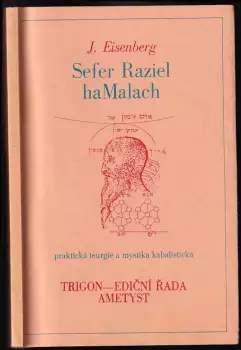 J. Eisenberg
Sefer Raziel
haMalach
praktická teurgie a mystika kabalistická
TRIGON—EDIČNÍ ŘADA
AMETYST